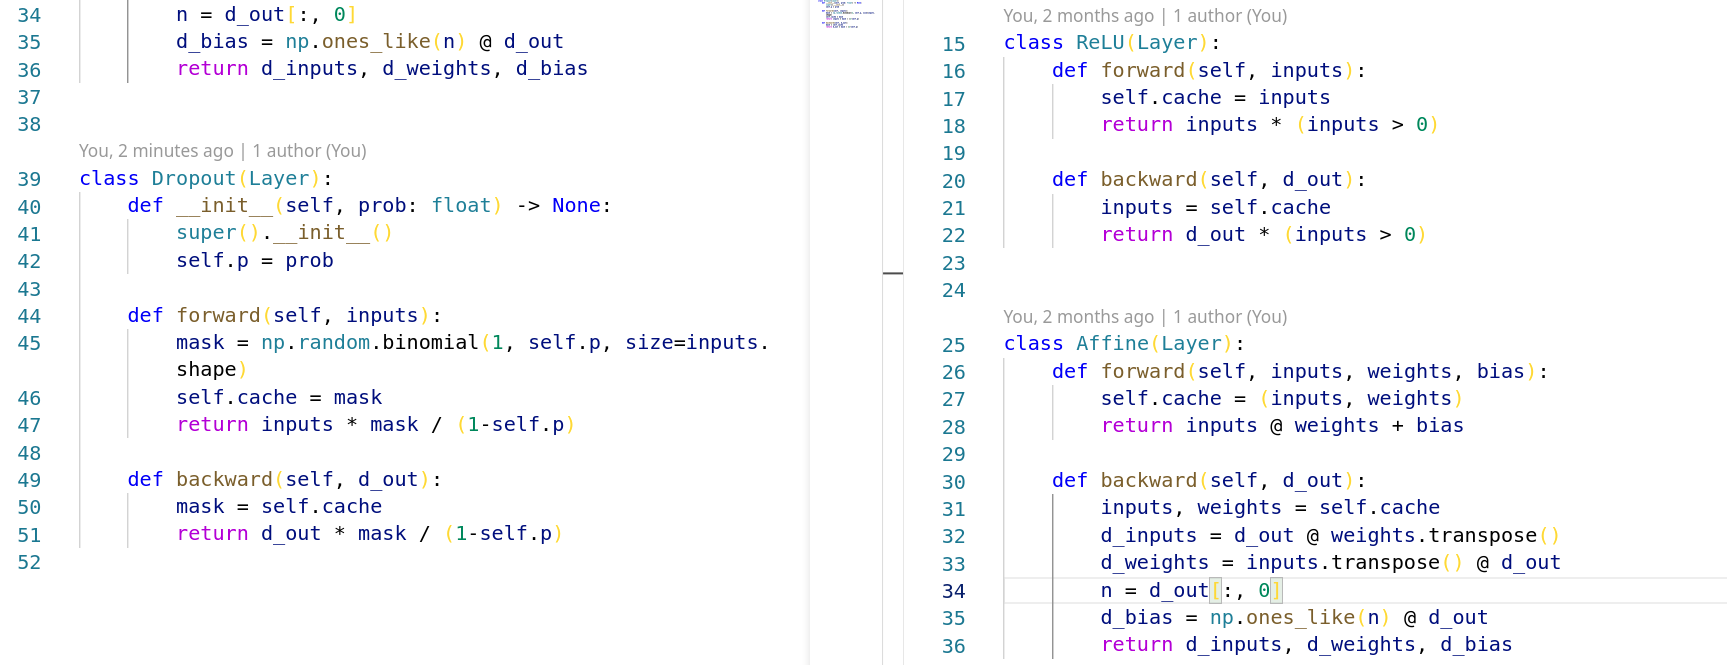 34 n = d_out[:, 0]
35 d_bias = np.ones_like(n) @ d_out
36 return d_inputs, d_weights, d_bias
37
38
You, 2 minutes ago | 1 author (You)
39 class Dropout(Layer):
40 def __init__(self, prob: float) -> None:
41 super().__init__()
42 self.p = prob
43
44 def forward(self, inputs):
45 mask = np.random.binomial(1, self.p, size=inputs.
shape)
46 self.cache = mask
47 return inputs * mask / (1-self.p)
48
49 def backward(self, d_out):
50 mask = self.cache
51 return d_out * mask / (1-self.p)
52
You, 2 months ago | 1 author (You)
15 class ReLU(Layer):
16 def forward(self, inputs):
17 self.cache = inputs
18 return inputs * (inputs > 0)
19
20 def backward(self, d_out):
21 inputs = self.cache
22 return d_out * (inputs > 0)
23
24
You, 2 months ago | 1 author (You)
25 class Affine(Layer):
26 def forward(self, inputs, weights, bias):
27 self.cache = (inputs, weights)
28 return inputs @ weights + bias
29
30 def backward(self, d_out):
31 inputs, weights = self.cache
32 d_inputs = d_out @ weights.transpose()
33 d_weights = inputs.transpose() @ d_out
34 n = d_out[:, 0]
35 d_bias = np.ones_like(n) @ d_out
36 return d_inputs, d_weights, d_bias